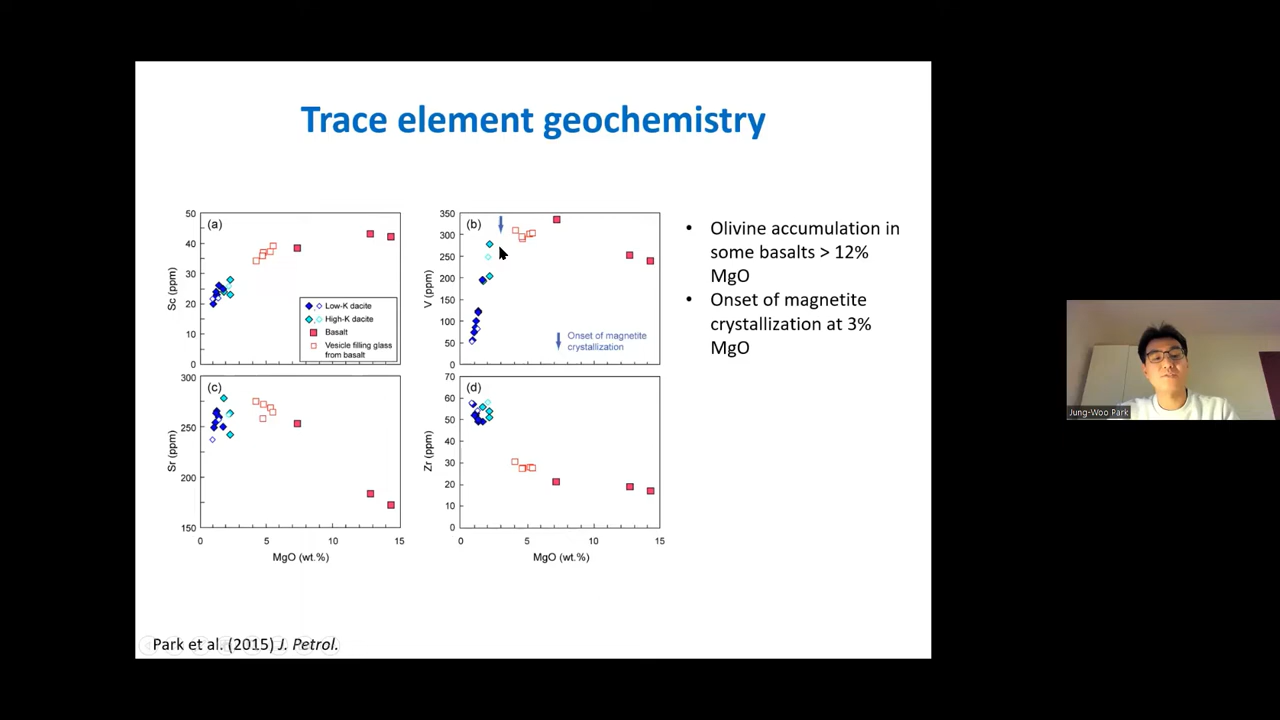 Trace element geochemistry
(a)
50
40
30
20
10
0
Sc (ppm)
Low-K dacite
High-K dacite
Basalt
Vesicle filling glass
from basalt
(b)
350
300
250
200
150
100
50
0
V (ppm)
Onset of magnetite
crystallization
(c)
300
250
200
150
Sr (ppm)
0 5 10 15
MgO (wt.%)
(d)
70
60
50
40
30
20
10
0
Zr (ppm)
0 5 10 15
MgO (wt.%)
• Olivine accumulation in
some basalts > 12%
MgO
• Onset of magnetite
crystallization at 3%
MgO
Park et al. (2015) J. Petrol.
Jung-Woo Park